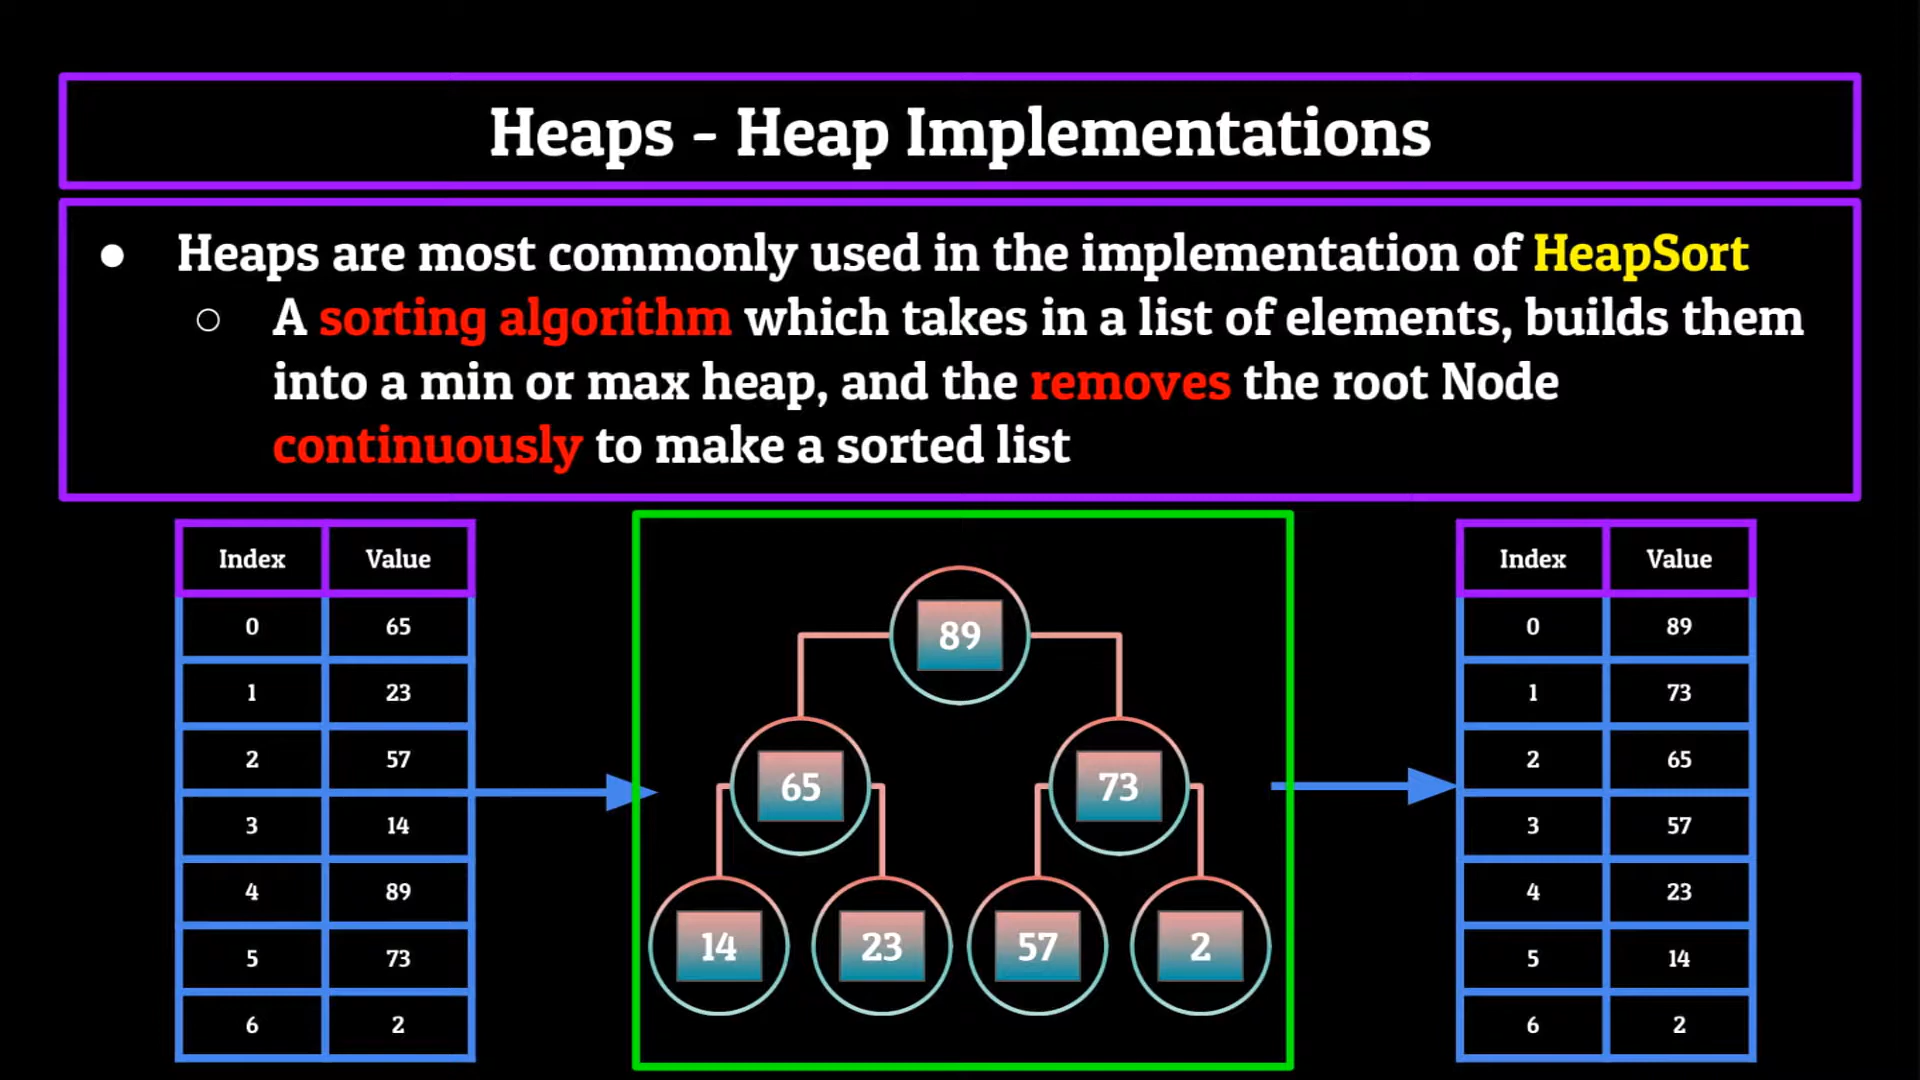 Heaps - Heap Implementations
● Heaps are most commonly used in the implementation of HeapSort
○ A sorting algorithm which takes in a list of elements, builds them
into a min or max heap, and the removes the root Node
continuously to make a sorted list
Index Value
0 65
1 23
2 57
3 14
4 89
5 73
6 2
89
65 73
14 23 57 2
Index Value
0 89
1 73
2 65
3 57
4 23
5 14
6 2